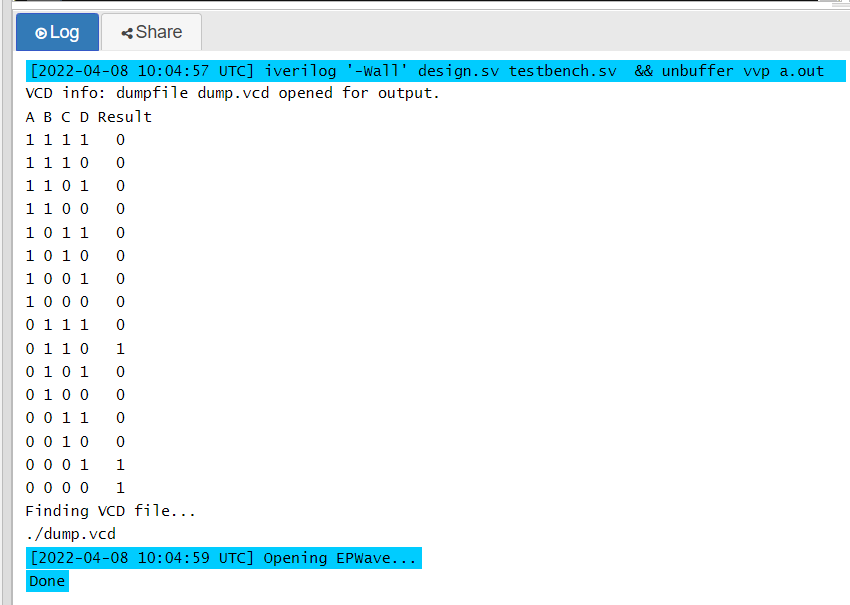 Log Share
[2022-04-08 10:04:57 UTC] iverilog '-Wall' design.sv testbench.sv  && unbuffer vvp a.out
VCD info: dumpfile dump.vcd opened for output.
A B C D Result
1 1 1 1   0
1 1 1 0   0
1 1 0 1   0
1 1 0 0   0
1 0 1 1   0
1 0 1 0   0
1 0 0 1   0
1 0 0 0   0
0 1 1 1   0
0 1 1 0   1
0 1 0 1   0
0 1 0 0   0
0 0 1 1   0
0 0 1 0   0
0 0 0 1   1
0 0 0 0   1
Finding VCD file...
./dump.vcd
[2022-04-08 10:04:59 UTC] Opening EPWave...
Done